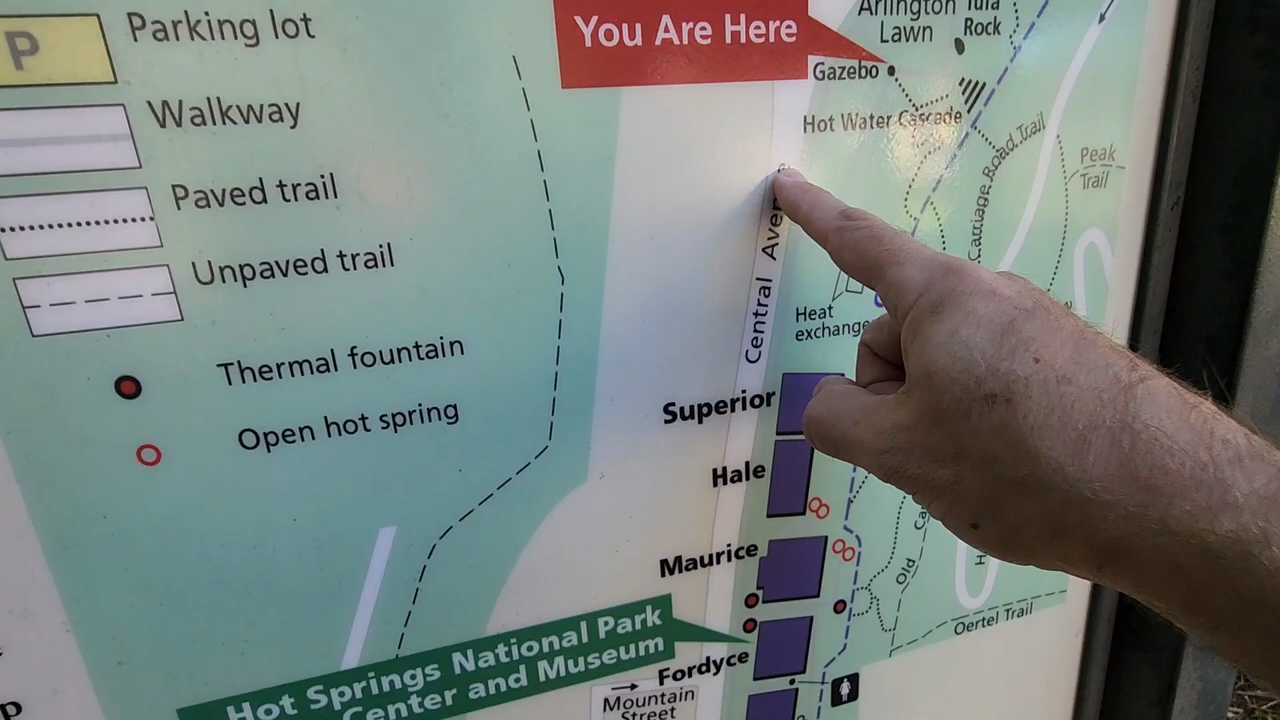 P
Parking lot
Walkway
Paved trail
Unpaved trail
Thermal fountain
Open hot spring
You Are Here
Arlington
Lawn
Tufa
Rock
Gazebo
Hot Water Cascade
Carriage Road Trail
Peak
Trail
Central
Heat
Superior
Hale
Maurice
Old
Oertel Trail
Hot Springs National Park
Center and Museum
Fordyce
Mountain
Street